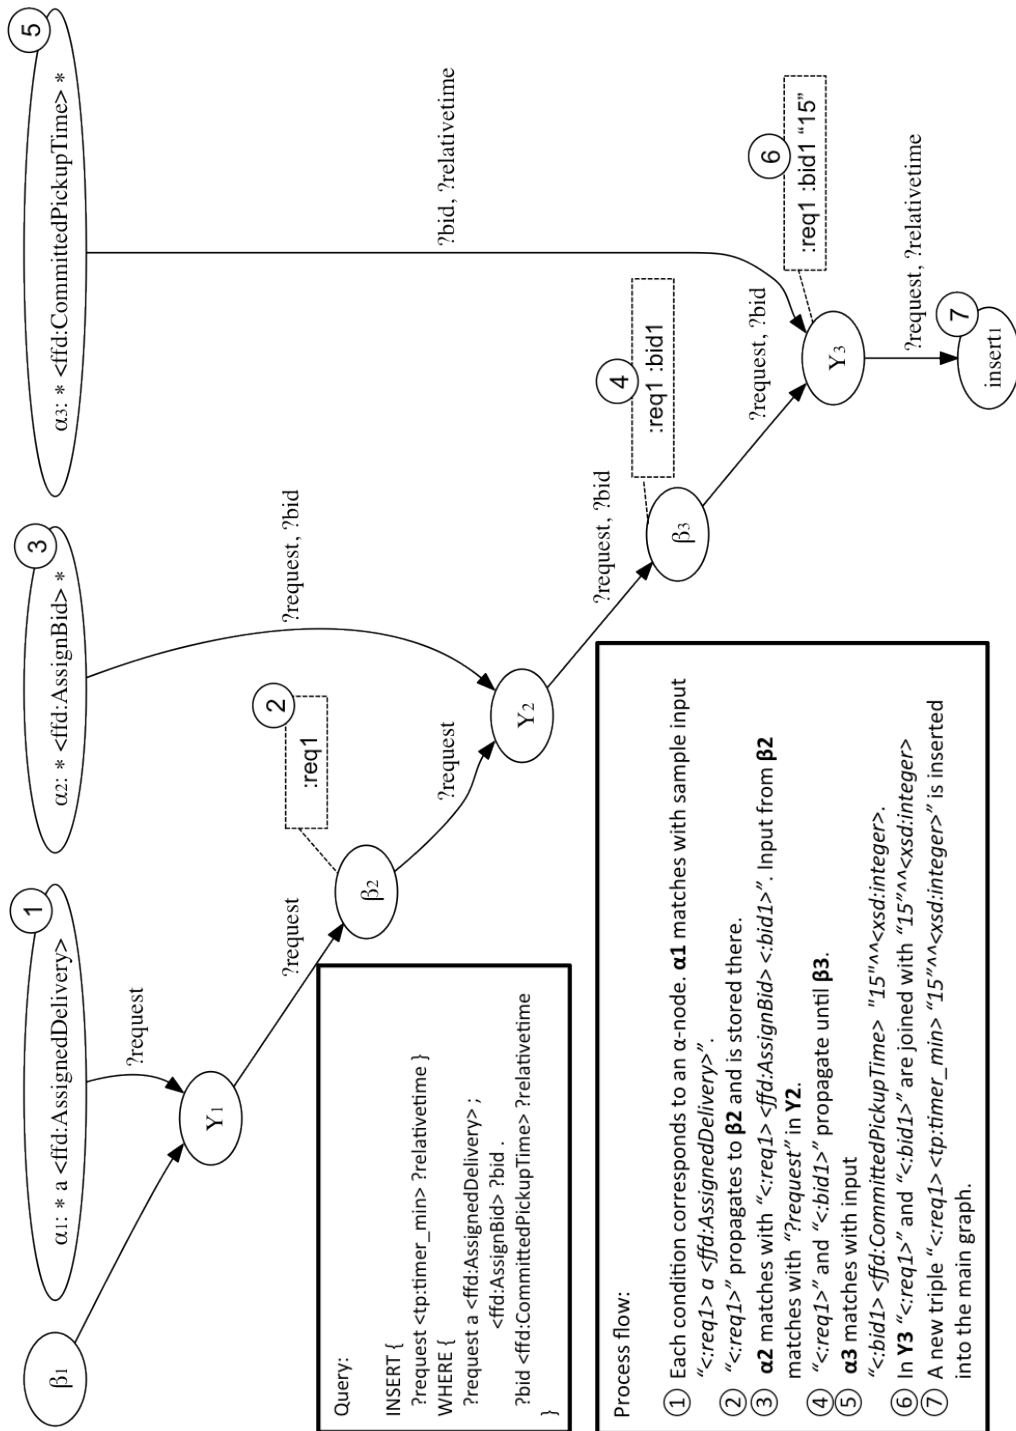 β1
α1: * a <ffd:AssignedDelivery>
1
α2: * <ffd:AssignBid> *
3
α3: * <ffd:CommittedPickupTime> *
5
?request
Y1
?request
β2
:req1
2
?request
?request, ?bid
Y2
?request, ?bid
β3
:req1 :bid1
4
?request, ?bid
?bid, ?relativetime
Y3
:req1 :bid1 “15”
6
?request, ?relativetime
insert1
7
Query:
INSERT {
?request <tp:timer_min> ?relativetime }
WHERE {
?request a <ffd:AssignedDelivery> ;
<ffd:AssignBid> ?bid .
?bid <ffd:CommittedPickupTime> ?relativetime
}
Process flow:
1 Each condition corresponds to an α-node. α1 matches with sample input
“<:req1> a <ffd:AssignedDelivery>”.
2 “<:req1>” propagates to β2 and is stored there.
3 α2 matches with “<:req1> <ffd:AssignBid> <:bid1>”. Input from β2
matches with “?request” in Y2.
4 “<:req1>” and “<:bid1>” propagate until β3.
5 α3 matches with input
“<:bid1> <ffd:CommittedPickupTime> "15"^^<xsd:integer>.
6 In Y3 “<:req1>” and “<:bid1>” are joined with “15”^^<xsd:integer>
7 A new triple “<:req1> <tp:timer_min> “15”^^<xsd:integer>” is inserted
into the main graph.